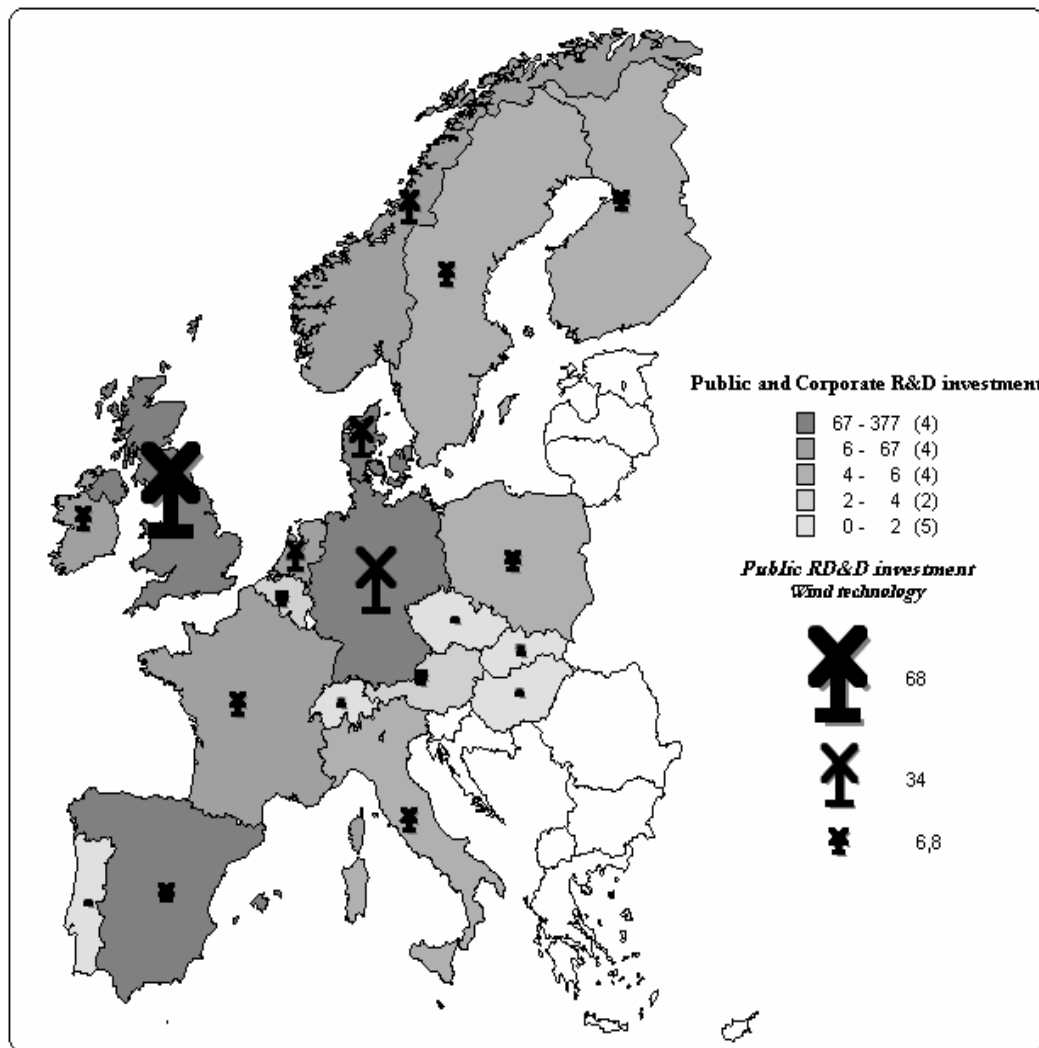 Public and Corporate R&D investment
67 - 377 (4)
6 - 67 (4)
4 - 6 (4)
2 - 4 (2)
0 - 2 (5)
Public RD&D investment
Wind technology
68
34
6,8